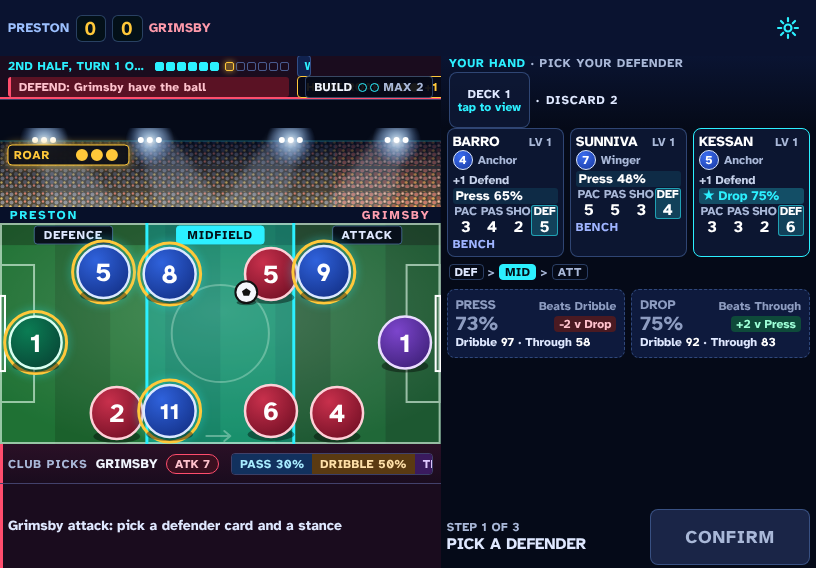 PRESTON 0 0 GRIMSBY
2ND HALF, TURN 1 O...
DEFEND: Grimsby have the ball
BUILD MAX 2
ROAR
PRESTON GRIMSBY
DEFENCE MIDFIELD ATTACK
5 8 5 9
1 1
2 11 6 4
CLUB PICKS GRIMSBY ATK 7 PASS 30% DRIBBLE 50%
Grimsby attack: pick a defender card and a stance
YOUR HAND · PICK YOUR DEFENDER
DECK 1
tap to view
· DISCARD 2
BARRO LV 1
4 Anchor
+1 Defend
Press 65%
PAC PAS SHO DEF
3 4 2 5
BENCH
SUNNIVA LV 1
7 Winger
Press 48%
PAC PAS SHO DEF
5 5 3 4
BENCH
KESSAN LV 1
5 Anchor
★ Drop 75%
PAC PAS SHO DEF
3 3 2 6
DEF > MID > ATT
PRESS Beats Dribble
73% -2 v Drop
Dribble 97 · Through 58
DROP Beats Through
75% +2 v Press
Dribble 92 · Through 83
STEP 1 OF 3
PICK A DEFENDER
CONFIRM